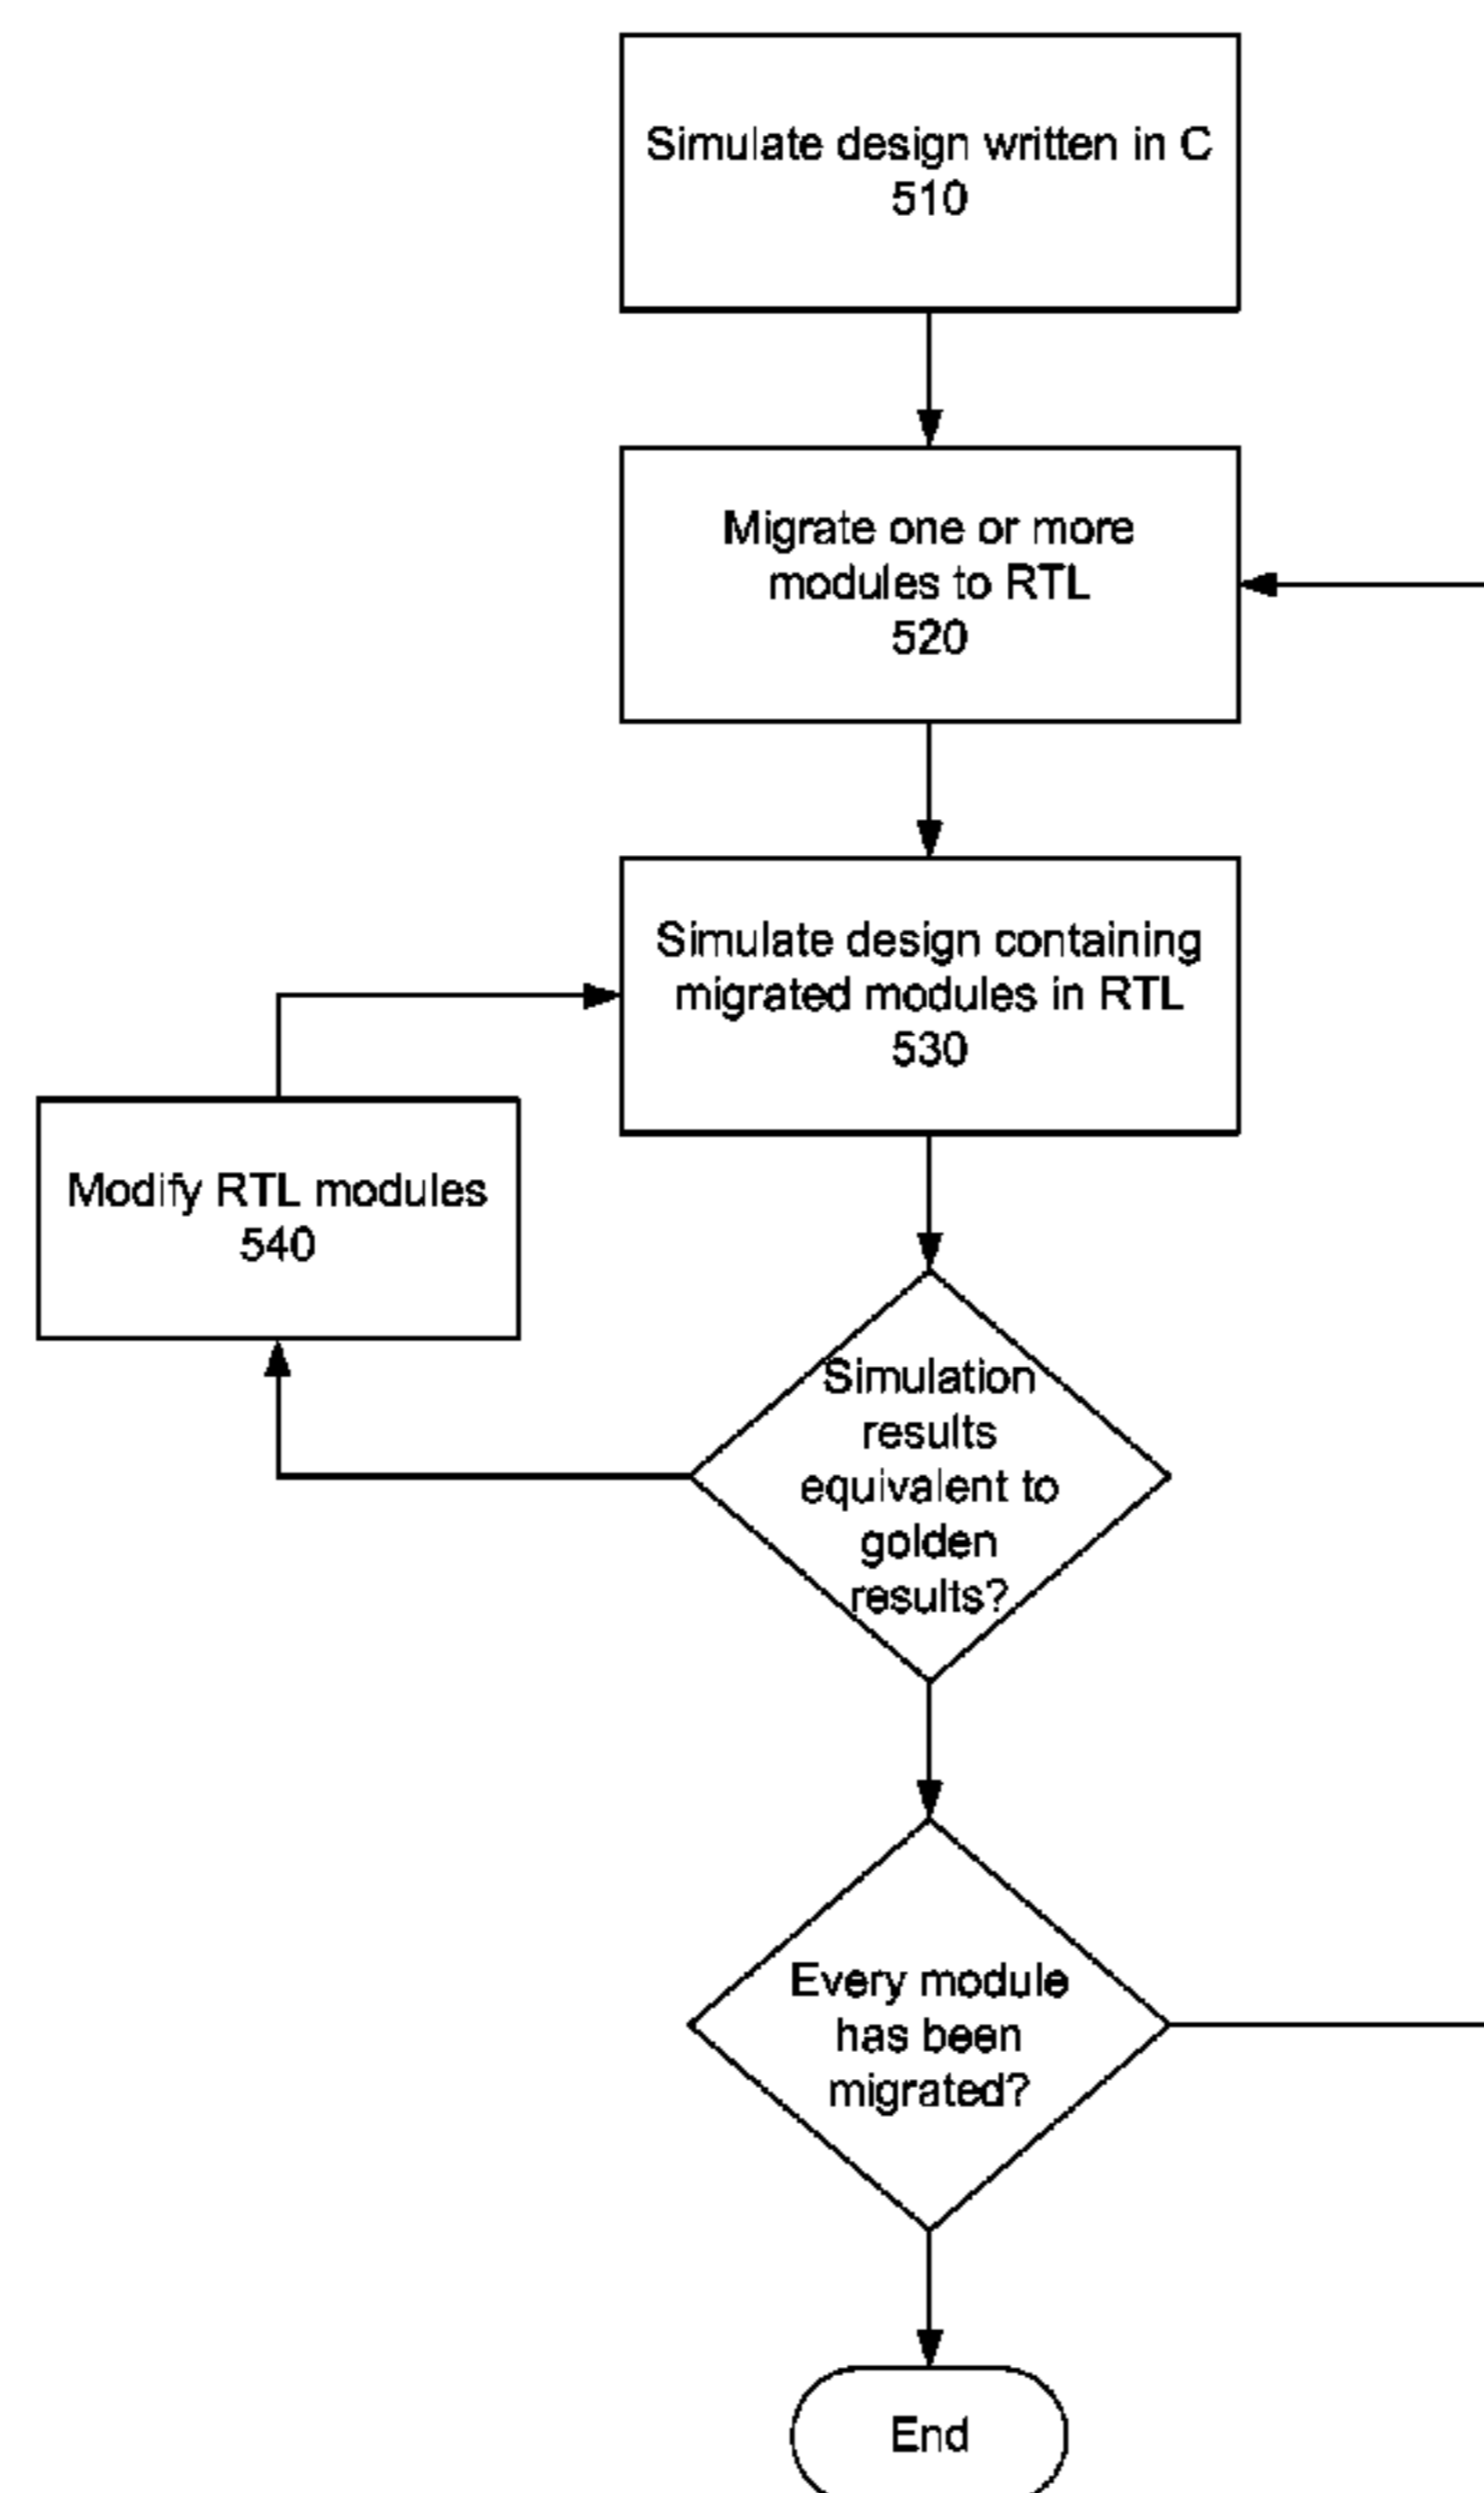 Simulate design written in C
510
Migrate one or more
modules to RTL
520
Simulate design containing
migrated modules in RTL
530
Modify RTL modules
540
Simulation
results
equivalent to
golden
results?
Every module
has been
migrated?
End